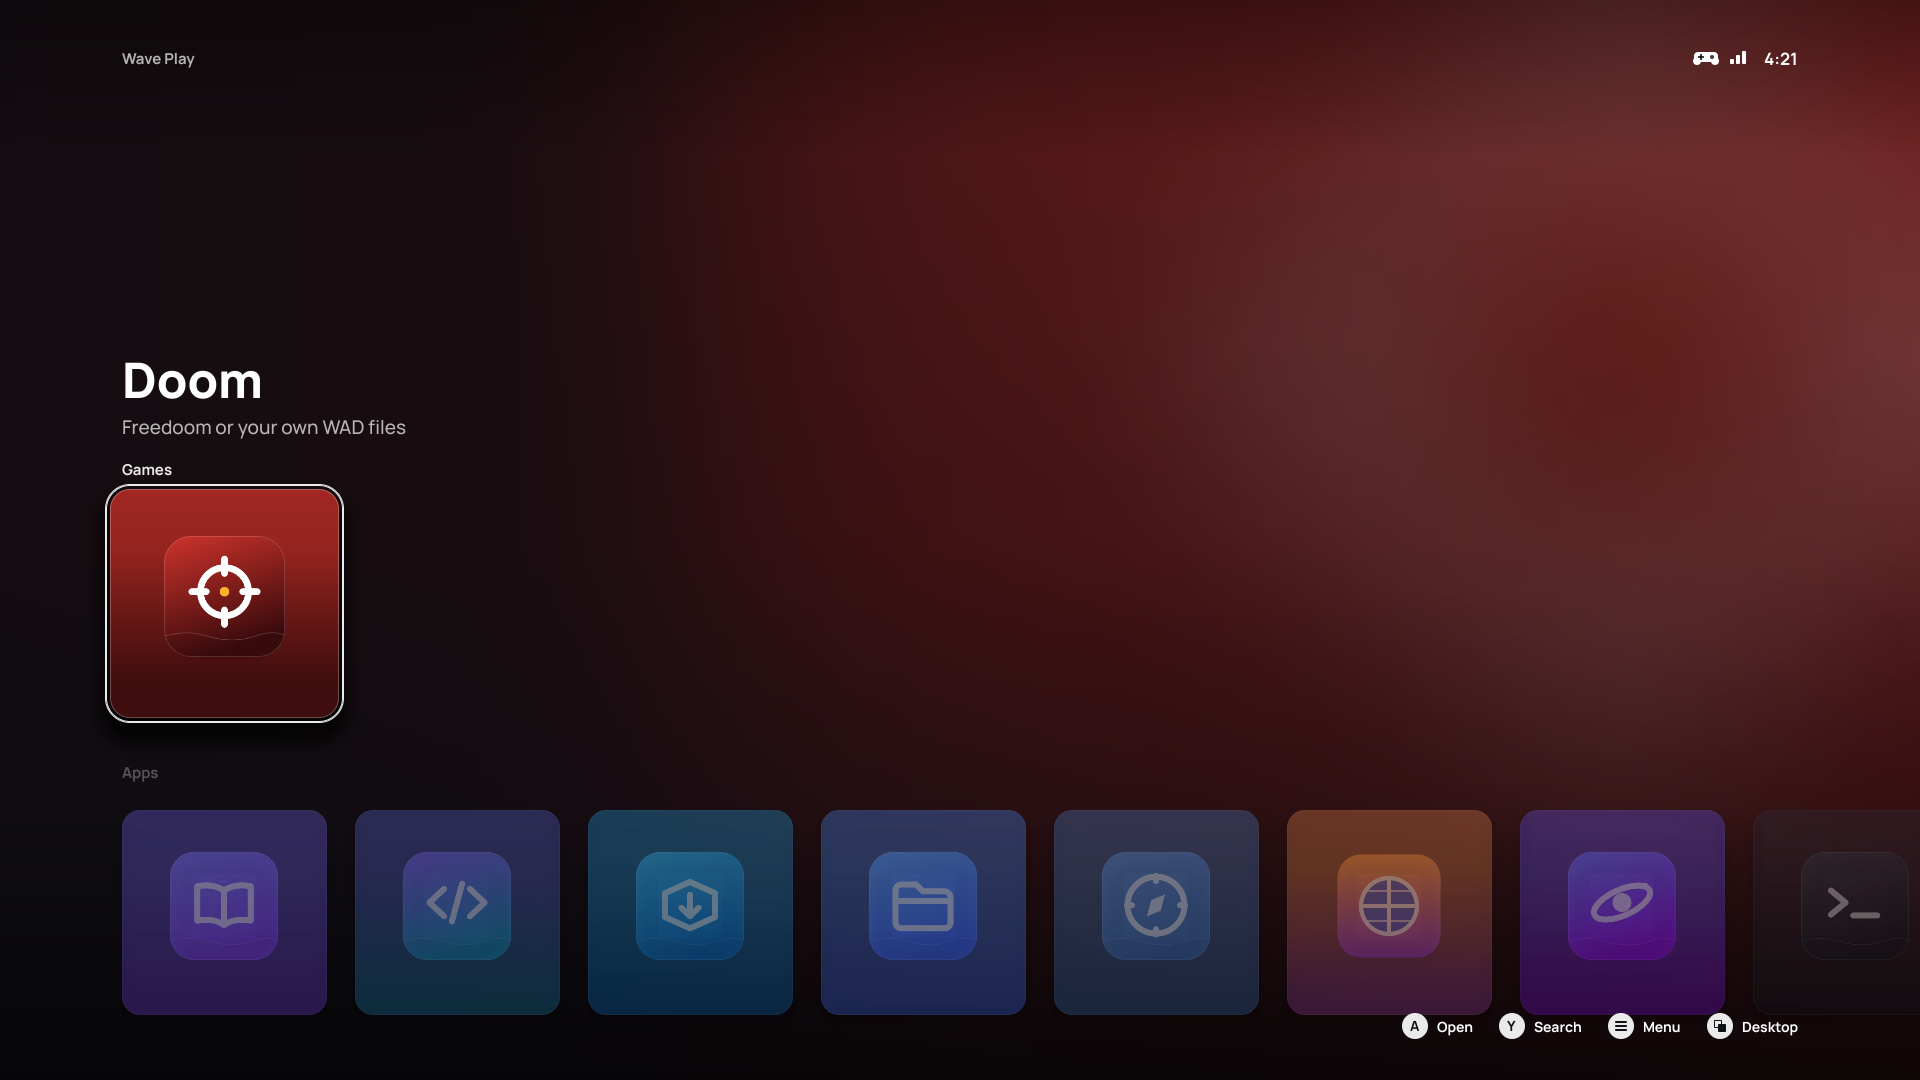 Wave Play
4:21
Doom
Freedoom or your own WAD files
Games
Apps
A Open Y Search Menu Desktop